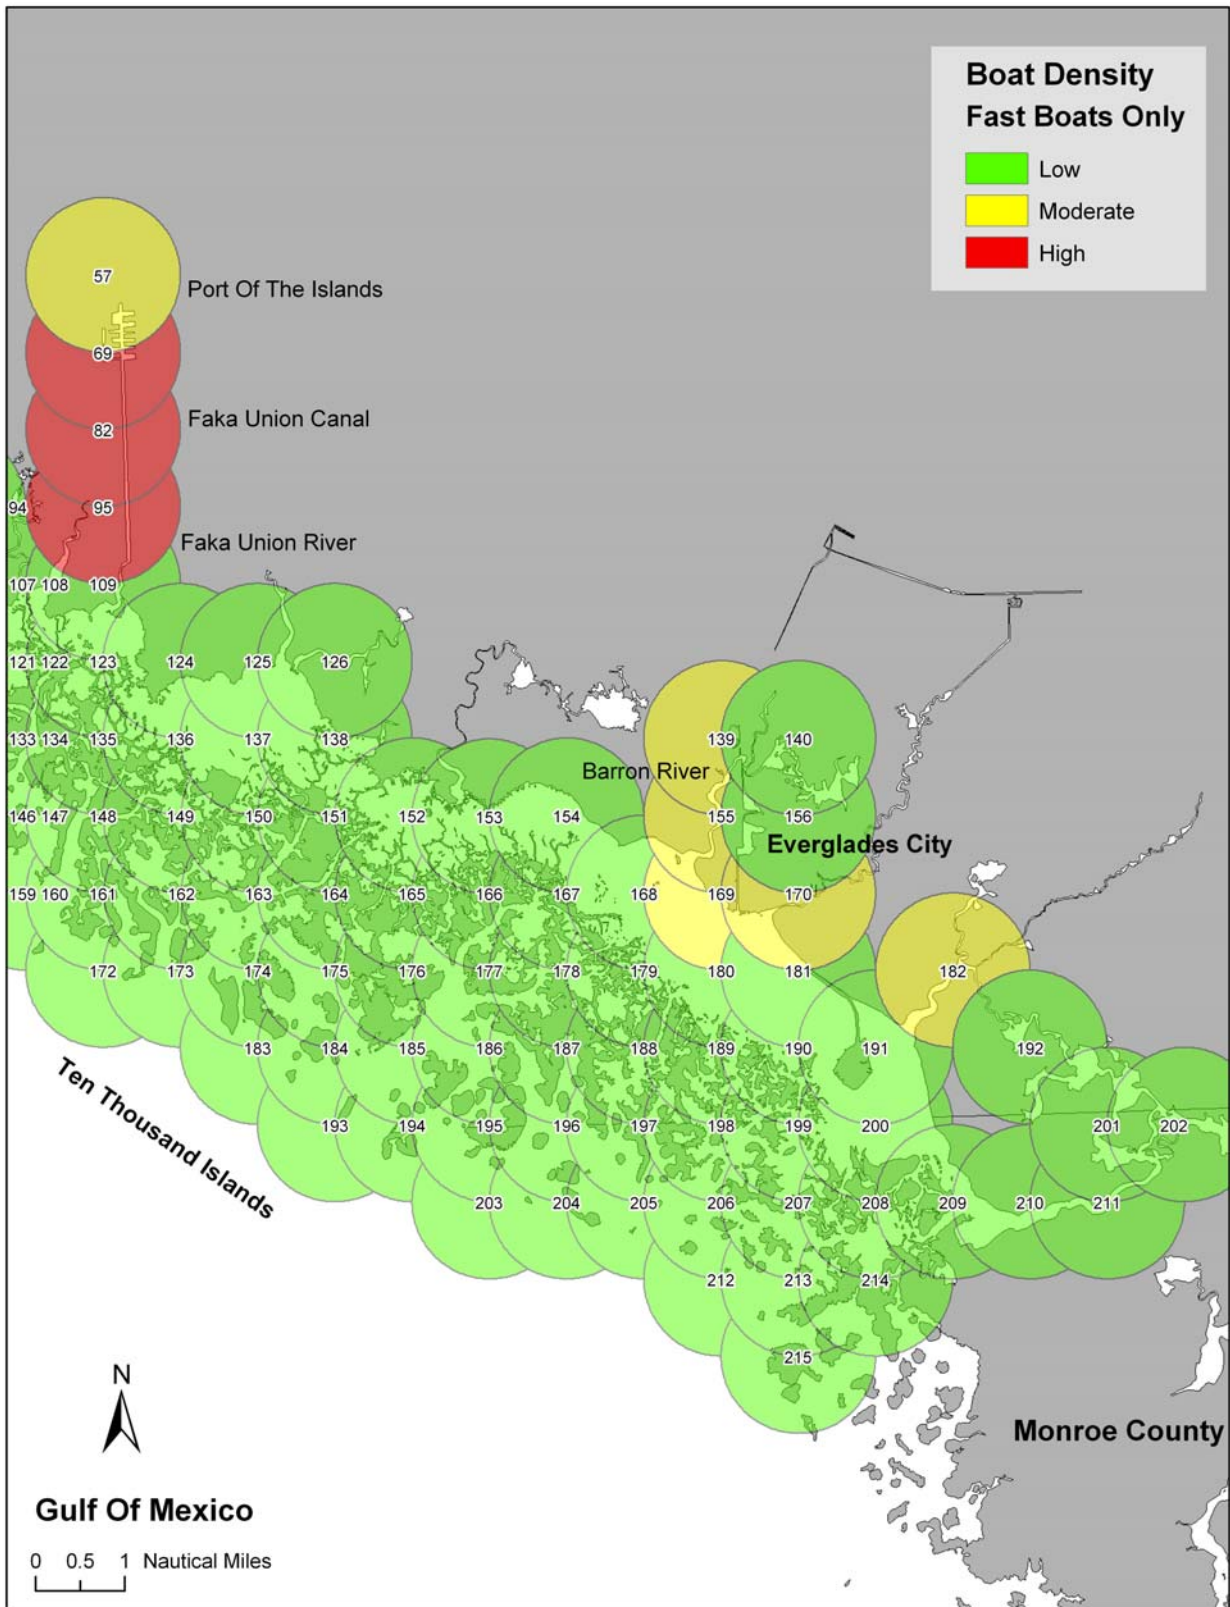 Boat Density
Fast Boats Only
Low
Moderate
High
57
Port Of The Islands
69
82
Faka Union Canal
94
95
Faka Union River
107 108 109
121 122 123 124 125 126
133 134 135 136 137 138 139 140
Barron River
146 147 148 149 150 151 152 153 154 155 156
Everglades City
159 160 161 162 163 164 165 166 167 168 169 170
172 173 174 175 176 177 178 179 180 181 182
183 184 185 186 187 188 189 190 191 192
Ten Thousand Islands
193 194 195 196 197 198 199 200 201 202
203 204 205 206 207 208 209 210 211
212 213 214
215
N
Monroe County
Gulf Of Mexico
0 0.5 1 Nautical Miles